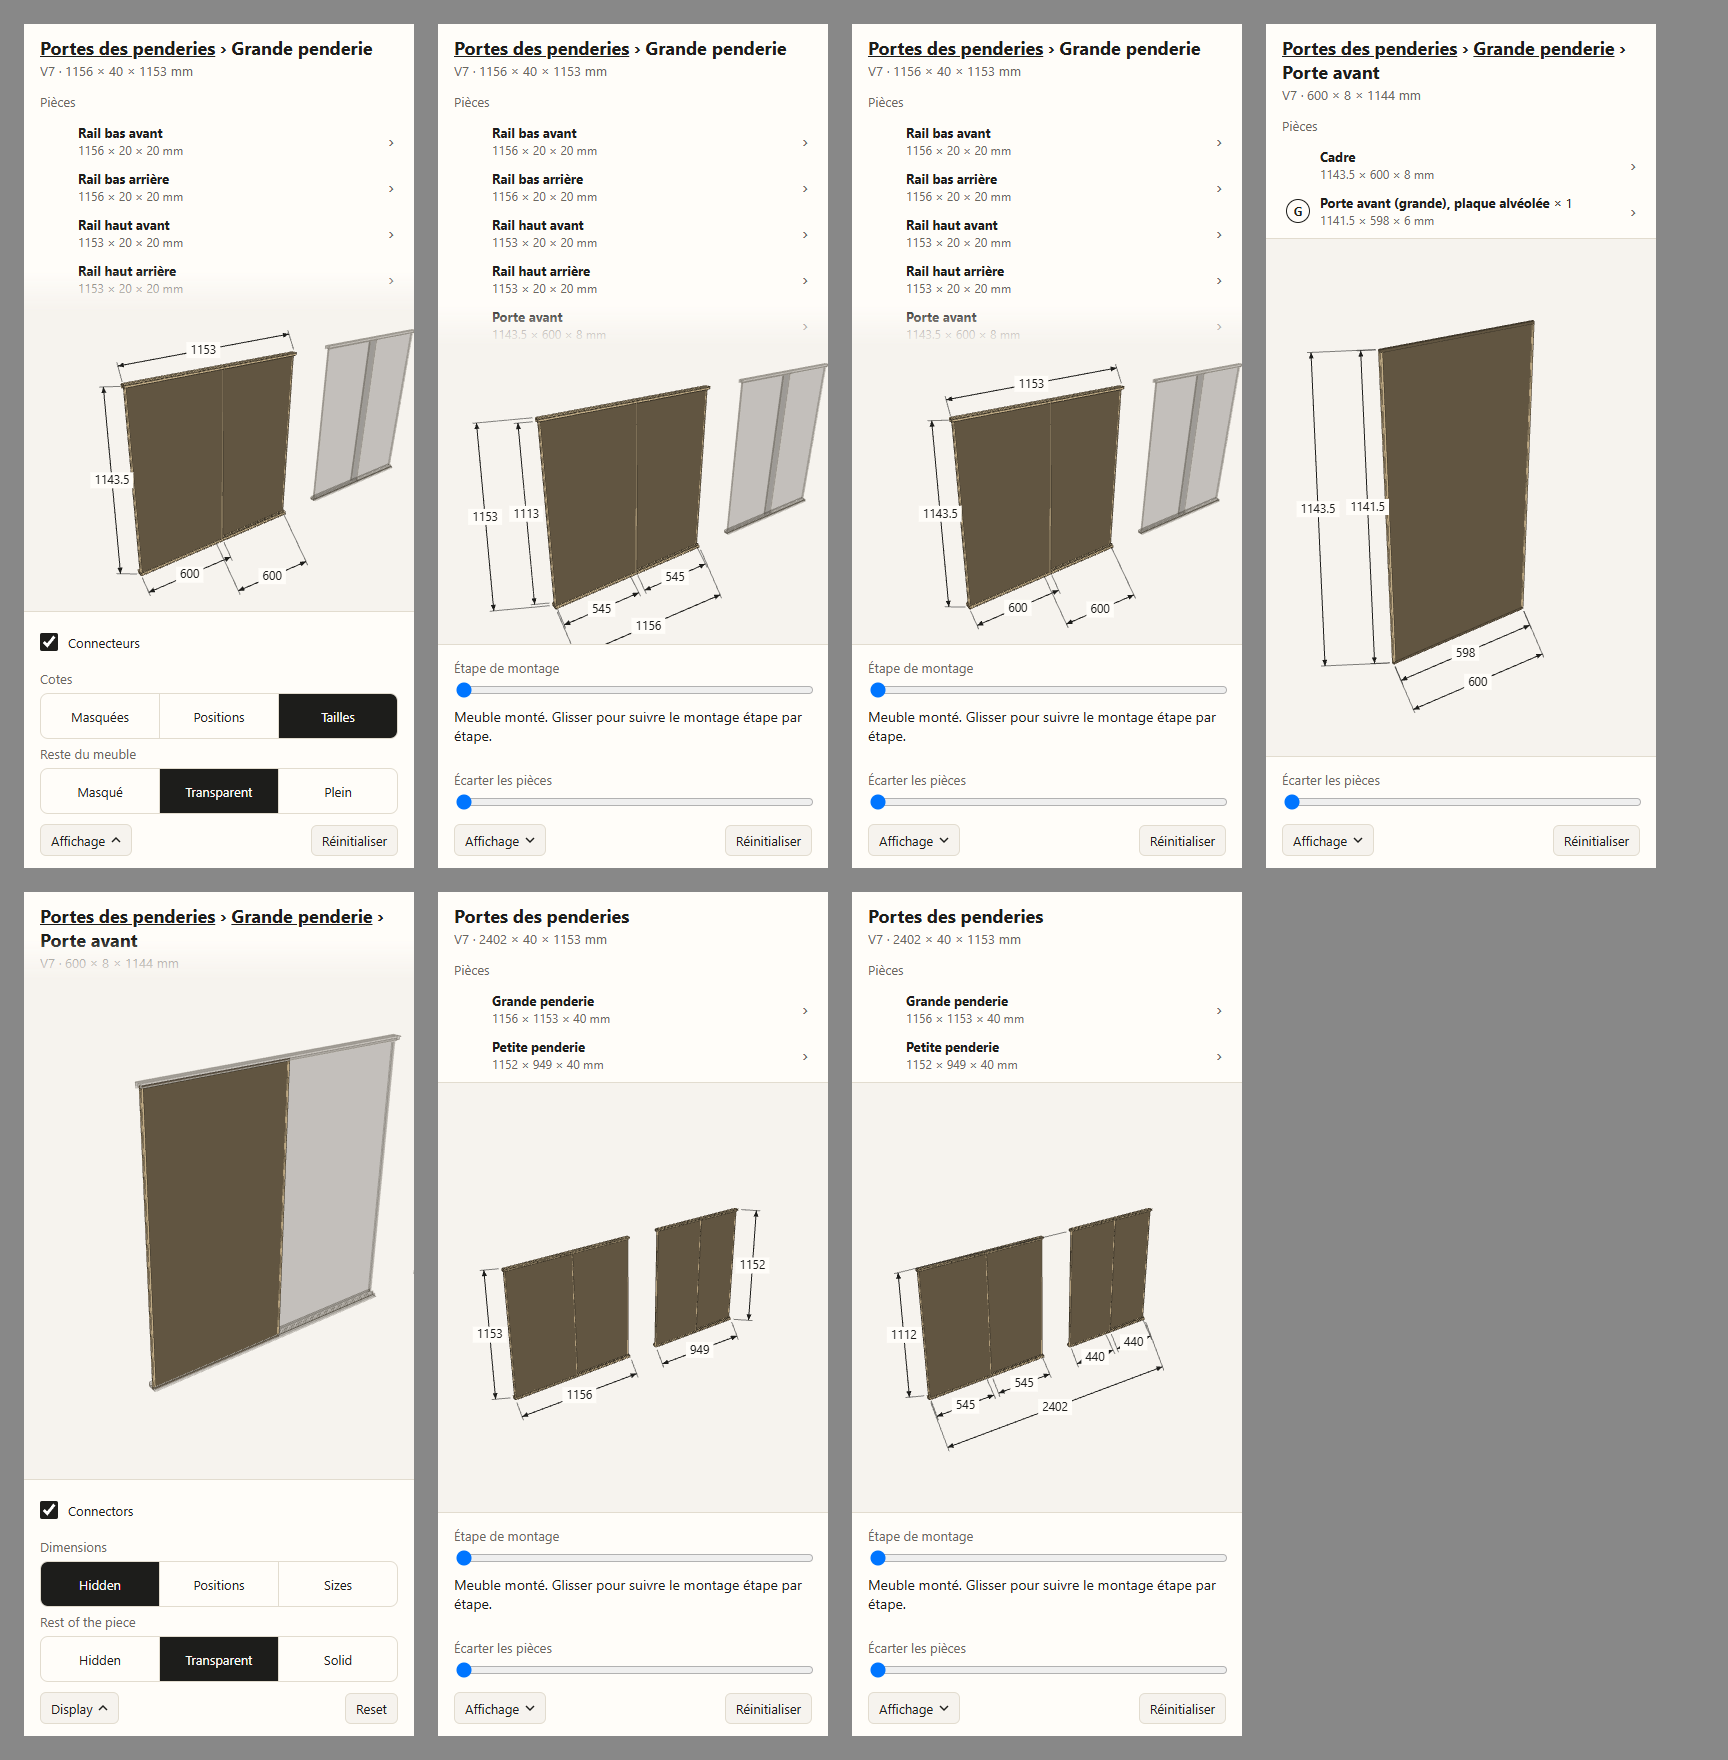 Portes des penderies › Grande penderie
V7 · 1156 × 40 × 1153 mm
Pièces
Rail bas avant
1156 × 20 × 20 mm
›
Rail bas arrière
1156 × 20 × 20 mm
›
Rail haut avant
1153 × 20 × 20 mm
›
Rail haut arrière
1153 × 20 × 20 mm
›
1153
1143.5
600
600
Connecteurs
Cotes
Masquées
Positions
Tailles
Reste du meuble
Masqué
Transparent
Plein
Affichage
Réinitialiser
Portes des penderies › Grande penderie
V7 · 1156 × 40 × 1153 mm
Pièces
Rail bas avant
1156 × 20 × 20 mm
›
Rail bas arrière
1156 × 20 × 20 mm
›
Rail haut avant
1153 × 20 × 20 mm
›
Rail haut arrière
1153 × 20 × 20 mm
›
Porte avant
1143.5 × 600 × 8 mm
›
1153
1113
545
545
1156
Étape de montage
Meuble monté. Glisser pour suivre le montage étape par
étape.
Écarter les pièces
Affichage
Réinitialiser
Portes des penderies › Grande penderie
V7 · 1156 × 40 × 1153 mm
Pièces
Rail bas avant
1156 × 20 × 20 mm
›
Rail bas arrière
1156 × 20 × 20 mm
›
Rail haut avant
1153 × 20 × 20 mm
›
Rail haut arrière
1153 × 20 × 20 mm
›
Porte avant
1143.5 × 600 × 8 mm
›
1153
1143.5
600
600
Étape de montage
Meuble monté. Glisser pour suivre le montage étape par
étape.
Écarter les pièces
Affichage
Réinitialiser
Portes des penderies › Grande penderie ›
Porte avant
V7 · 600 × 8 × 1144 mm
Pièces
Cadre
1143.5 × 600 × 8 mm
›
G
Porte avant (grande), plaque alvéolée × 1
1141.5 × 598 × 6 mm
›
1143.5
1141.5
598
600
Écarter les pièces
Affichage
Réinitialiser
Portes des penderies › Grande penderie ›
Porte avant
V7 · 600 × 8 × 1144 mm
Connectors
Dimensions
Hidden
Positions
Sizes
Rest of the piece
Hidden
Transparent
Solid
Display
Reset
Portes des penderies
V7 · 2402 × 40 × 1153 mm
Pièces
Grande penderie
1156 × 1153 × 40 mm
›
Petite penderie
1152 × 949 × 40 mm
›
1152
1153
949
1156
Étape de montage
Meuble monté. Glisser pour suivre le montage étape par
étape.
Écarter les pièces
Affichage
Réinitialiser
Portes des penderies
V7 · 2402 × 40 × 1153 mm
Pièces
Grande penderie
1156 × 1153 × 40 mm
›
Petite penderie
1152 × 949 × 40 mm
›
1112
440
440
545
545
2402
Étape de montage
Meuble monté. Glisser pour suivre le montage étape par
étape.
Écarter les pièces
Affichage
Réinitialiser